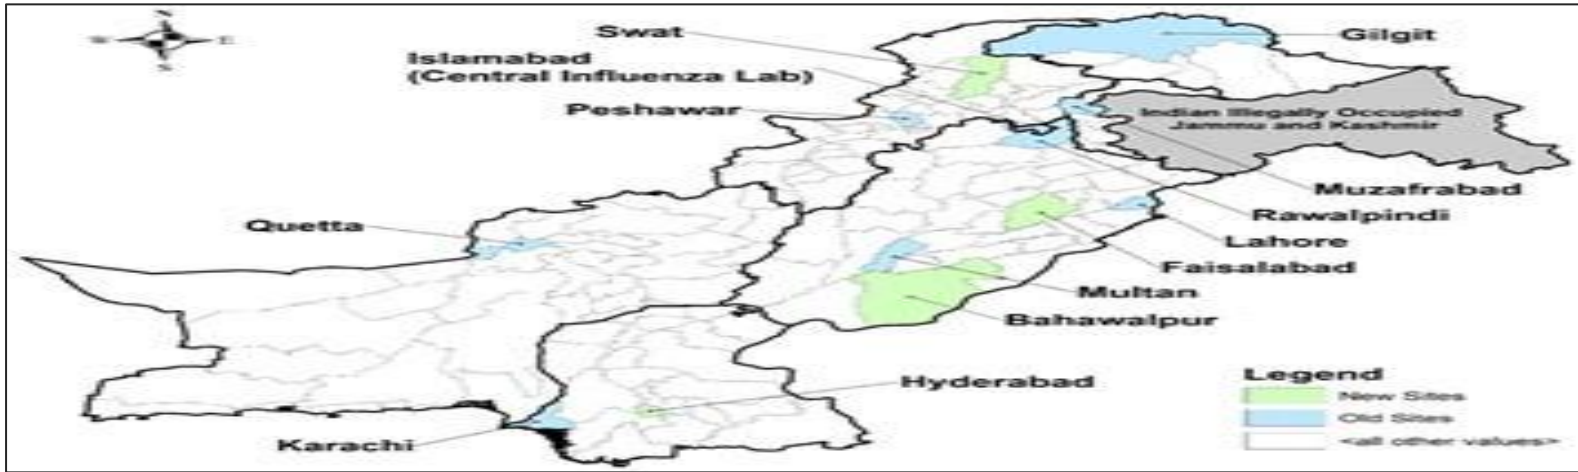 N
W E
S
Swat
Gilgit
Islamabad
(Central Influenza Lab)
Peshawar
Indian Illegally Occupied
Jammu and Kashmir
Muzafrabad
Rawalpindi
Quetta
Lahore
Faisalabad
Multan
Bahawalpur
Hyderabad
Karachi
Legend
New Sites
Old Sites
<all other values>